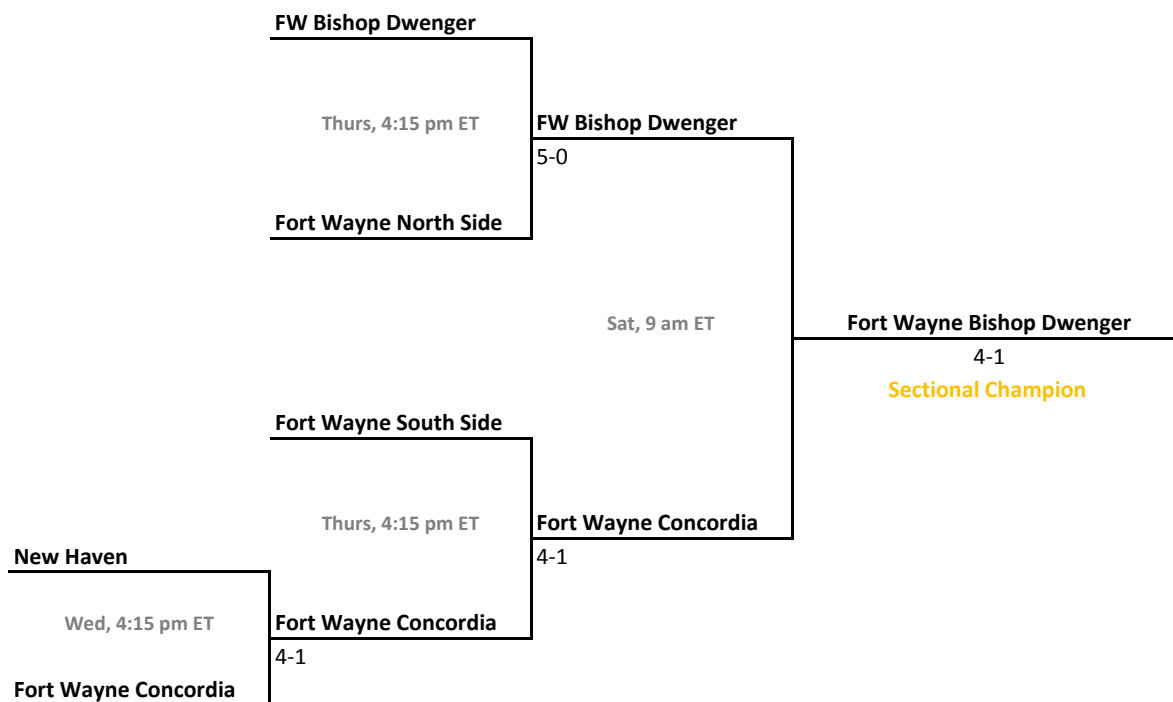 FW Bishop Dwenger
Thurs, 4:15 pm ET
FW Bishop Dwenger
5-0
Fort Wayne North Side
Sat, 9 am ET
Fort Wayne Bishop Dwenger
4-1
Sectional Champion
Fort Wayne South Side
Thurs, 4:15 pm ET
Fort Wayne Concordia
4-1
New Haven
Wed, 4:15 pm ET
Fort Wayne Concordia
4-1
Fort Wayne Concordia